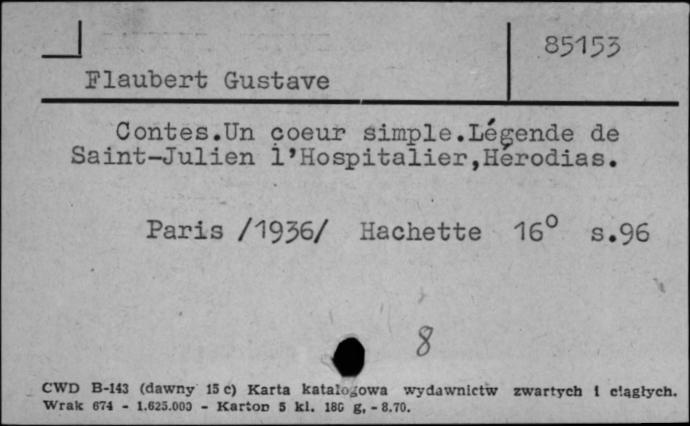 85153
Flaubert Gustave
Contes.Un coeur simple.Légende de
Saint-Julien l'Hospitalier,Hérodias.
Paris /1936/ Hachette 16° s.96
8
CWD B-143 (dawny 15 c) Karta katalogowa wydawnictw zwartych i ciągłych.
Wrak 674 - 1.625.000 - Karton 5 kl. 180 g. - 8.70.